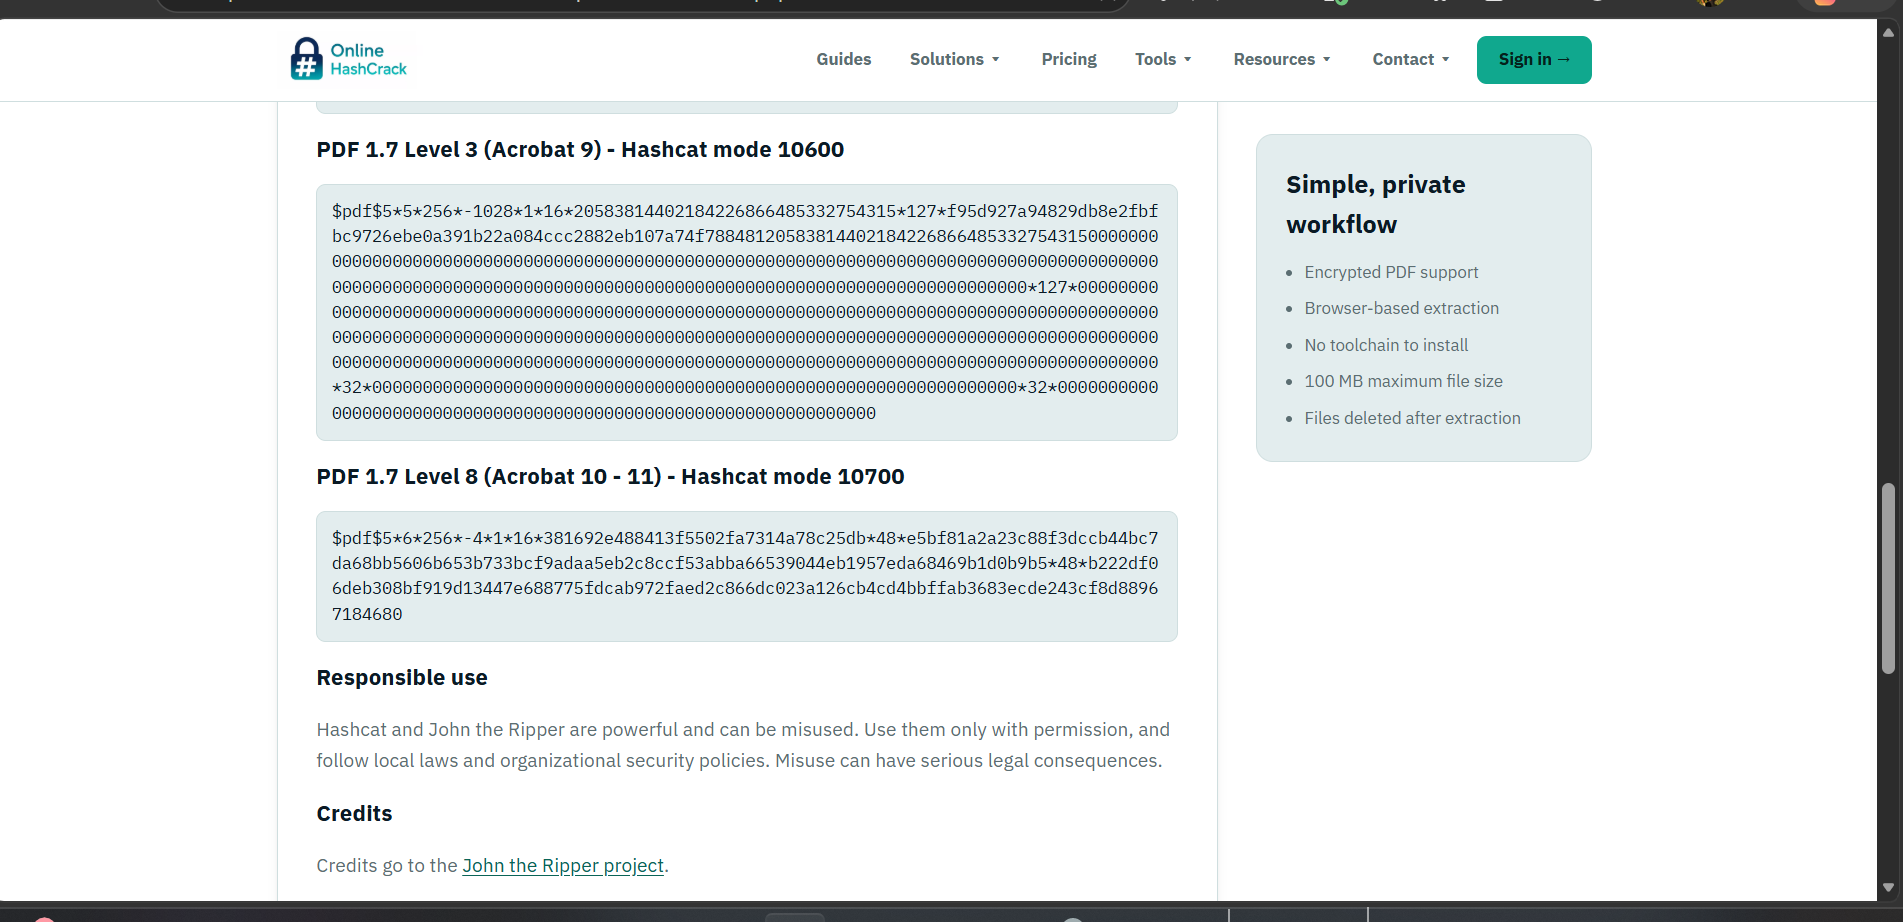 Online
HashCrack
Guides
Solutions
Pricing
Tools
Resources
Contact
Sign in →
PDF 1.7 Level 3 (Acrobat 9) - Hashcat mode 10600
$pdf$5*5*256*-1028*1*16*20583814402184226866485332754315*127*f95d927a94829db8e2fbf
bc9726ebe0a391b22a084ccc2882eb107a74f7884812058381440218422686648533275431​50000000
0000000000000000000000000000000000000000000000000000000000000000000000000000000000
000000000000000000000000000000000000000000000000000000000000000000000*127*00000000
0000000000000000000000000000000000000000000000000000000000000000000000000000000000
0000000000000000000000000000000000000000000000000000000000000000000000000000000000
0000000000000000000000000000000000000000000000000000000000000000000000000000000000
*32*0000000000000000000000000000000000000000000000000000000000000000*32*0000000000
000000000000000000000000000000000000000000000000000000
PDF 1.7 Level 8 (Acrobat 10 - 11) - Hashcat mode 10700
$pdf$5*6*256*-4*1*16*381692e488413f5502fa7314a78c25db*48*e5bf81a2a23c88f3dccb44bc7
da68bb5606b653b733bcf9adaa5eb2c8ccf53abba66539044eb1957eda68469b1d0b9b5*48*b222df0
6deb308bf919d13447e688775fdcab972faed2c866dc023a126cb4cd4bbffab3683ecde243cf8d8896
7184680
Responsible use
Hashcat and John the Ripper are powerful and can be misused. Use them only with permission, and
follow local laws and organizational security policies. Misuse can have serious legal consequences.
Credits
Credits go to the John the Ripper project.
Simple, private
workflow
Encrypted PDF support
Browser-based extraction
No toolchain to install
100 MB maximum file size
Files deleted after extraction